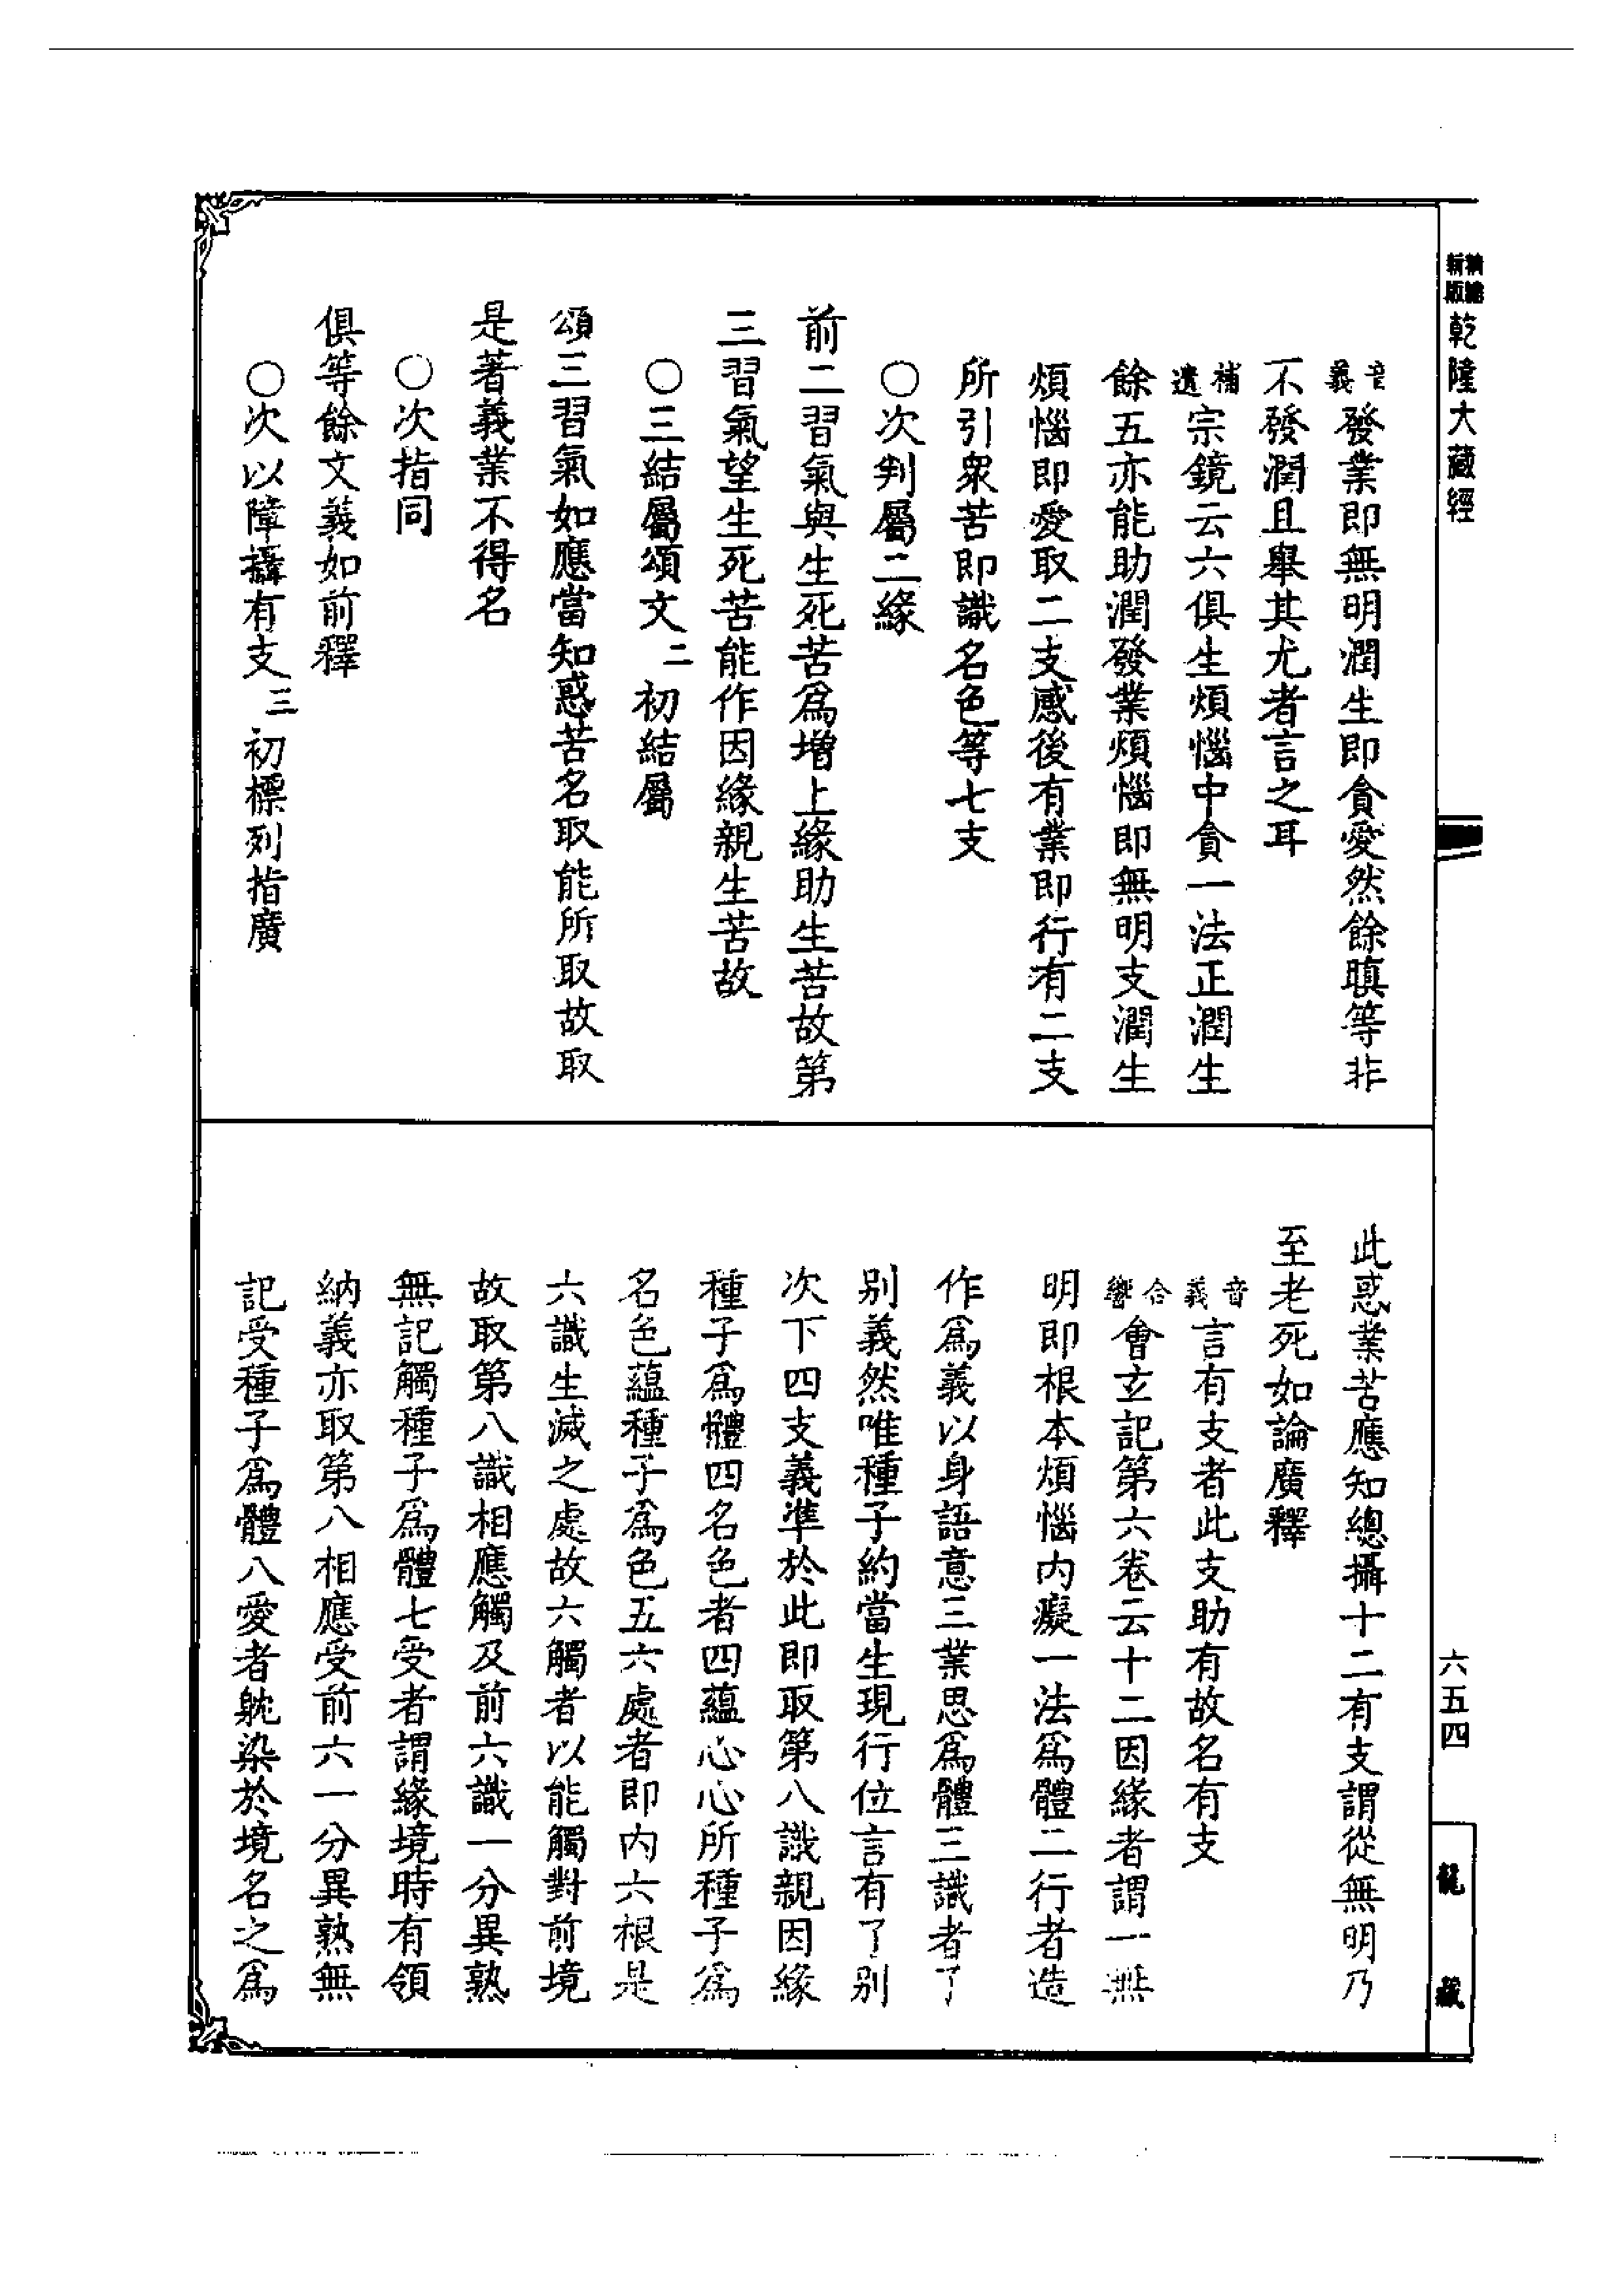 乾隆大藏經
音義發業即無明潤生即貪愛然餘瞋等非
不發潤且舉其尤者言之耳
補遺宗鏡云六俱生煩惱中貪一法正潤生
餘五亦能助潤發業煩惱即無明支潤生
煩惱即愛取二支感後有業即行有二支
所引衆苦即識名色等七支
○次判屬二緣
前二習氣與生死苦爲增上緣助生苦故第
三習氣望生死苦能作因緣親生苦故
○三結屬頌文二初結屬
頌三習氣如應當知惑苦名取能所取故取
是著義業不得名
○次指同
俱等餘文義如前釋
○次以障攝有支三初標列指廣
此惑業苦應知總攝十二有支謂從無明乃
至老死如論廣釋
音義言有支者此支助有故名有支
合響會玄記第六卷云十二因緣者謂一無
明即根本煩惱内癡一法爲體二行者造
作爲義以身語意三業思爲體三識者了
别義然唯種子約當生現行位言有了别
次下四支義準於此即取第八識親因緣
種子爲體四名色者四蘊心心所種子爲
名色蘊種子爲色五六處者即内六根是
六識生滅之處故六觸者以能觸對前境
故取第八識相應觸及前六識一分異熟
無記觸種子爲體七受者謂緣境時有領
納義亦取第八相應受前六一分異熟無
記受種子爲體八愛者躭染於境名之爲
六五四
龍藏